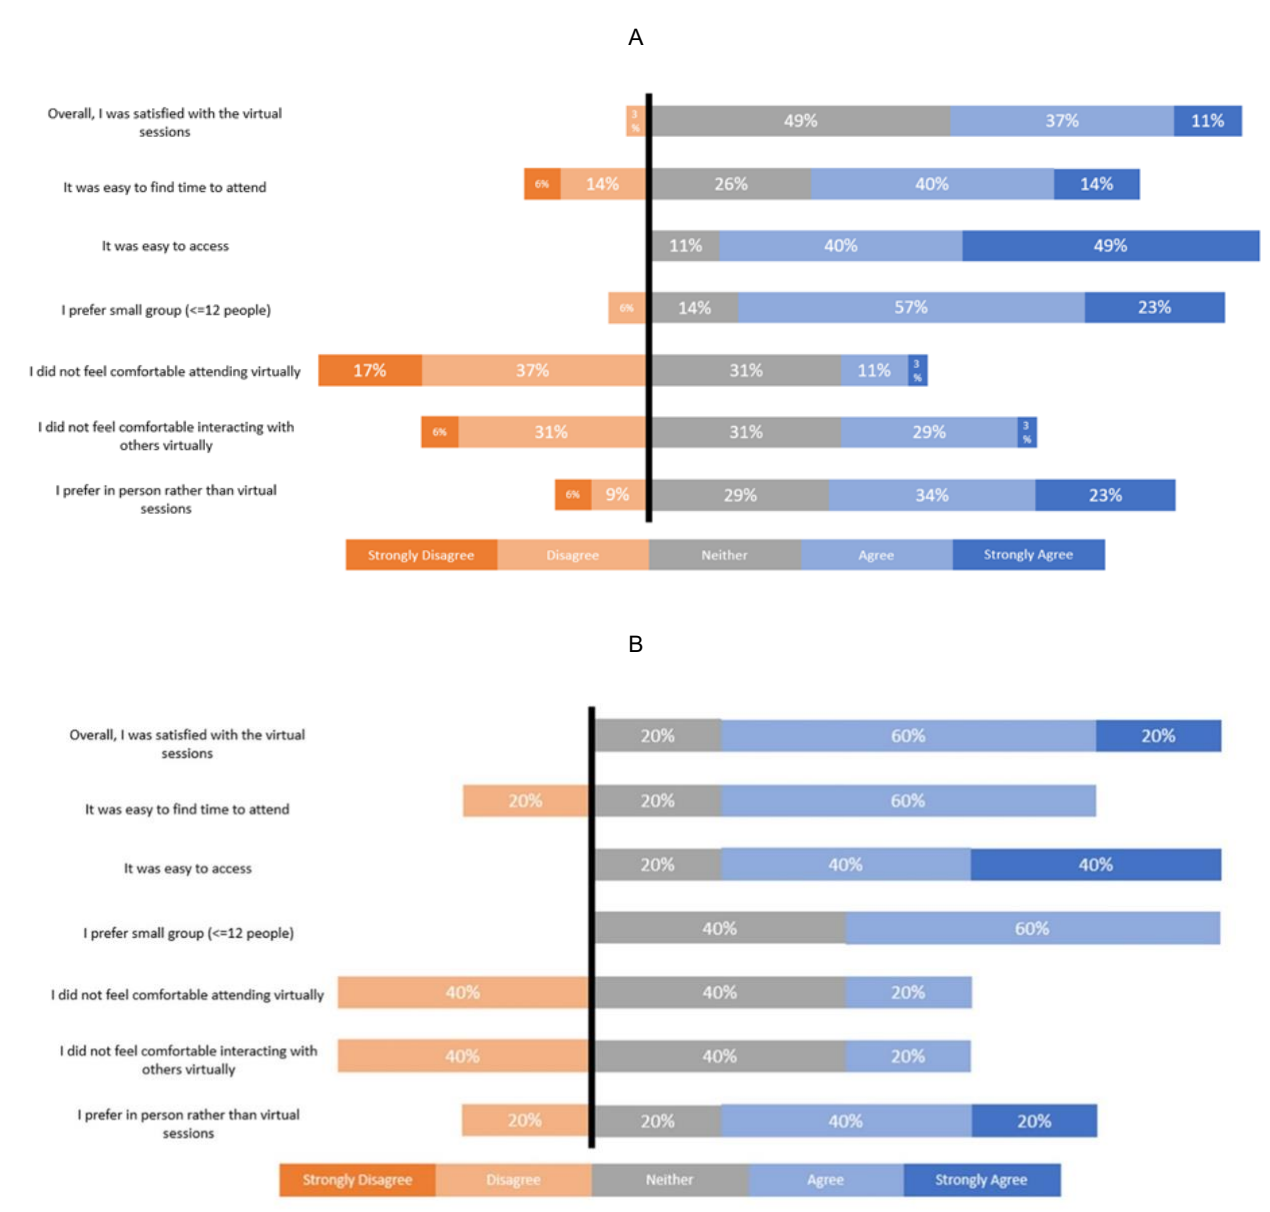 A
Overall, I was satisfied with the virtual
sessions
3
%
49%
37%
11%
It was easy to find time to attend
6%
14%
26%
40%
14%
It was easy to access
11%
40%
49%
I prefer small group (<=12 people)
6%
14%
57%
23%
I did not feel comfortable attending virtually
17%
37%
31%
11%
3
%
I did not feel comfortable interacting with
others virtually
6%
31%
31%
29%
3
%
I prefer in person rather than virtual
sessions
6%
9%
29%
34%
23%
Strongly Disagree
Disagree
Neither
Agree
Strongly Agree
B
Overall, I was satisfied with the virtual
sessions
20%
60%
20%
It was easy to find time to attend
20%
20%
60%
It was easy to access
20%
40%
40%
I prefer small group (<=12 people)
40%
60%
I did not feel comfortable attending virtually
40%
40%
20%
I did not feel comfortable interacting with
others virtually
40%
40%
20%
I prefer in person rather than virtual
sessions
20%
20%
40%
20%
Strongly Disagree
Disagree
Neither
Agree
Strongly Agree